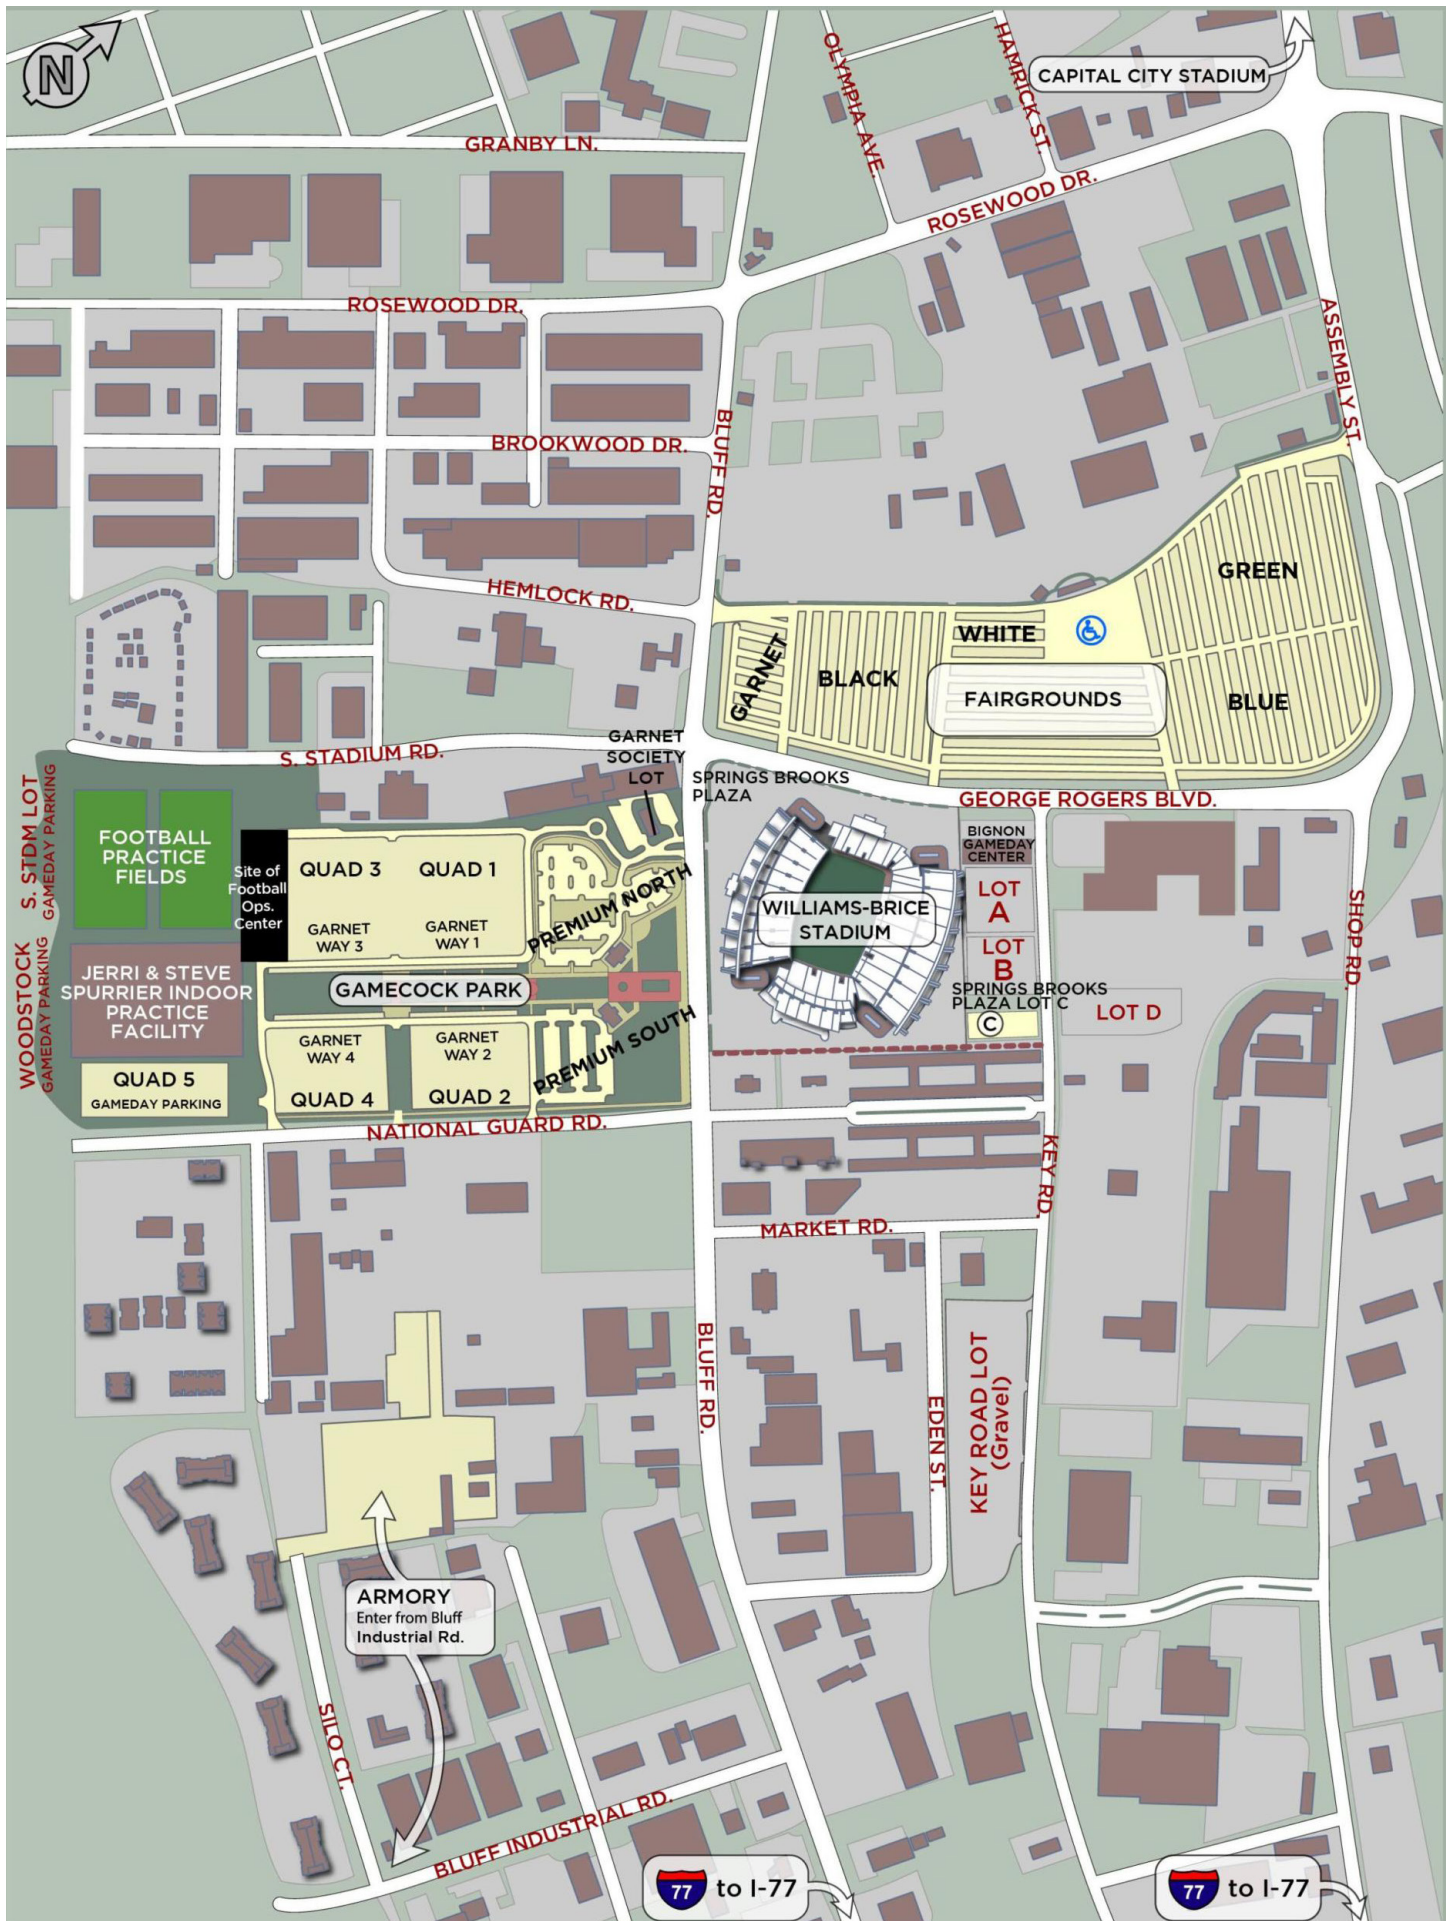 N
OLYMPIA AVE.
HAMRICK ST.
CAPITAL CITY STADIUM
GRANBY LN.
ROSEWOOD DR.
ROSEWOOD DR.
ASSEMBLY ST.
BLUFF RD.
BROOKWOOD DR.
HEMLOCK RD.
GREEN
WHITE
GARNET
BLACK
FAIRGROUNDS
BLUE
S. STADIUM RD.
GARNET
SOCIETY
LOT
SPRINGS BROOKS
PLAZA
GEORGE ROGERS BLVD.
S. STDM LOT
GAMEDAY PARKING
FOOTBALL
PRACTICE
FIELDS
Site of
Football
Ops.
Center
QUAD 3
QUAD 1
GARNET
WAY 3
GARNET
WAY 1
PREMIUM NORTH
WILLIAMS-BRICE
STADIUM
BIGNON
GAMEDAY
CENTER
LOT
A
LOT
B
SPRINGS BROOKS
PLAZA LOT C
C
LOT D
SHOP RD
WOODSTOCK
GAMEDAY PARKING
JERRI & STEVE
SPURRIER INDOOR
PRACTICE
FACILITY
GAMECOCK PARK
GARNET
WAY 4
GARNET
WAY 2
PREMIUM SOUTH
QUAD 5
GAMEDAY PARKING
QUAD 4
QUAD 2
NATIONAL GUARD RD.
KEY RD.
MARKET RD.
BLUFF RD.
EDEN ST.
KEY ROAD LOT
(Gravel)
ARMORY
Enter from Bluff
Industrial Rd.
SILO CT.
BLUFF INDUSTRIAL RD.
77
to I-77
77
to I-77